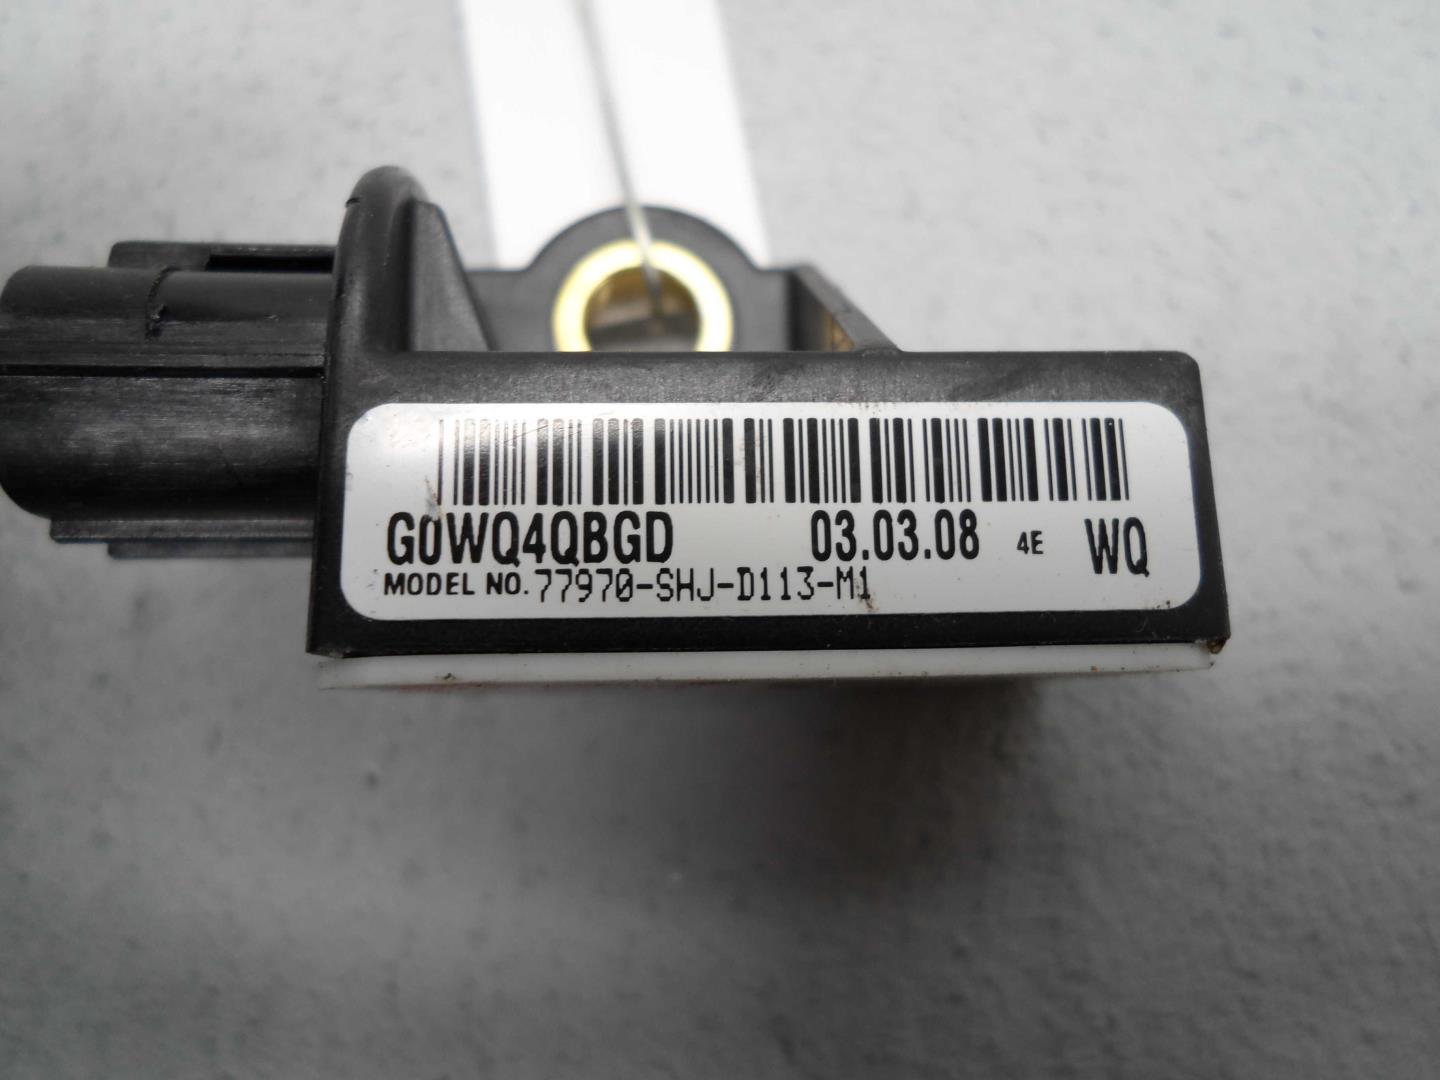 G0WQ4QBGD 03.03.08 4E WQ
MODEL NO. 77970-SHJ-D113-M1